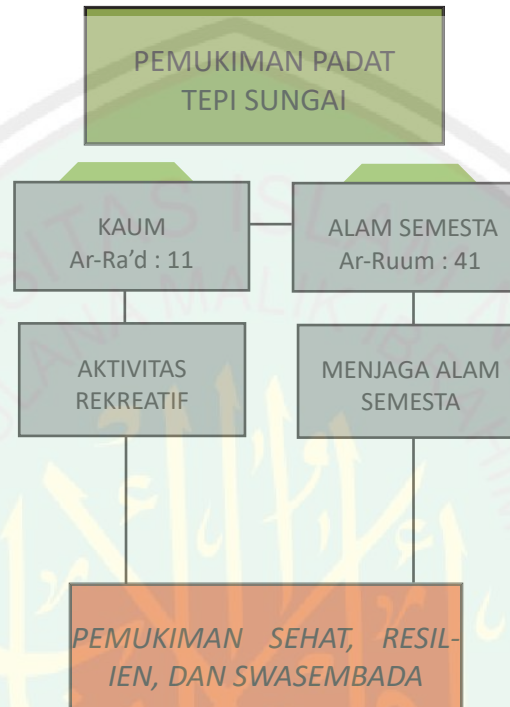 PEMUKIMAN PADAT
TEPI SUNGAI
KAUM
Ar-Ra’d : 11
ALAM SEMESTA
Ar-Ruum : 41
AKTIVITAS
REKREATIF
MENJAGA ALAM
SEMESTA
PEMUKIMAN SEHAT, RESIL-
IEN, DAN SWASEMBADA